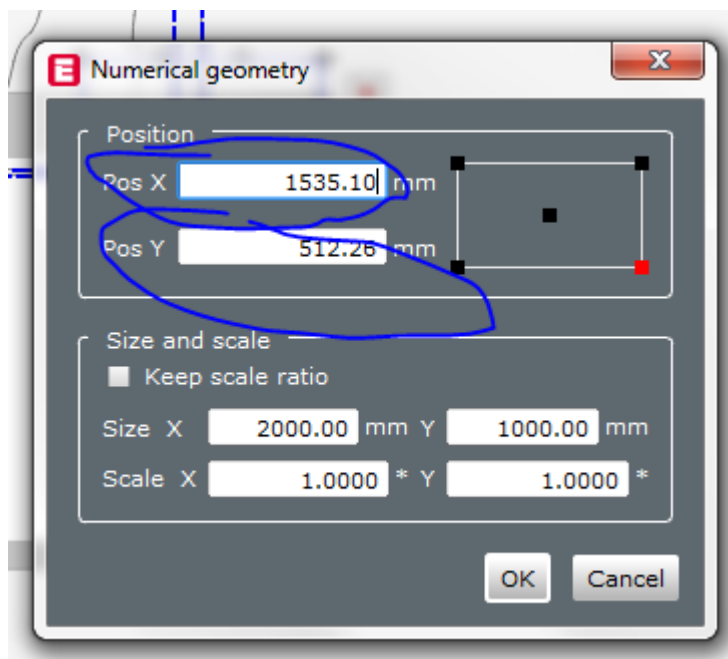 E Numerical geometry x
Position
Pos X 1535.10 mm
Pos Y 512.26 mm
Size and scale
Keep scale ratio
Size X 2000.00 mm Y 1000.00 mm
Scale X 1.0000 * Y 1.0000 *
OK Cancel